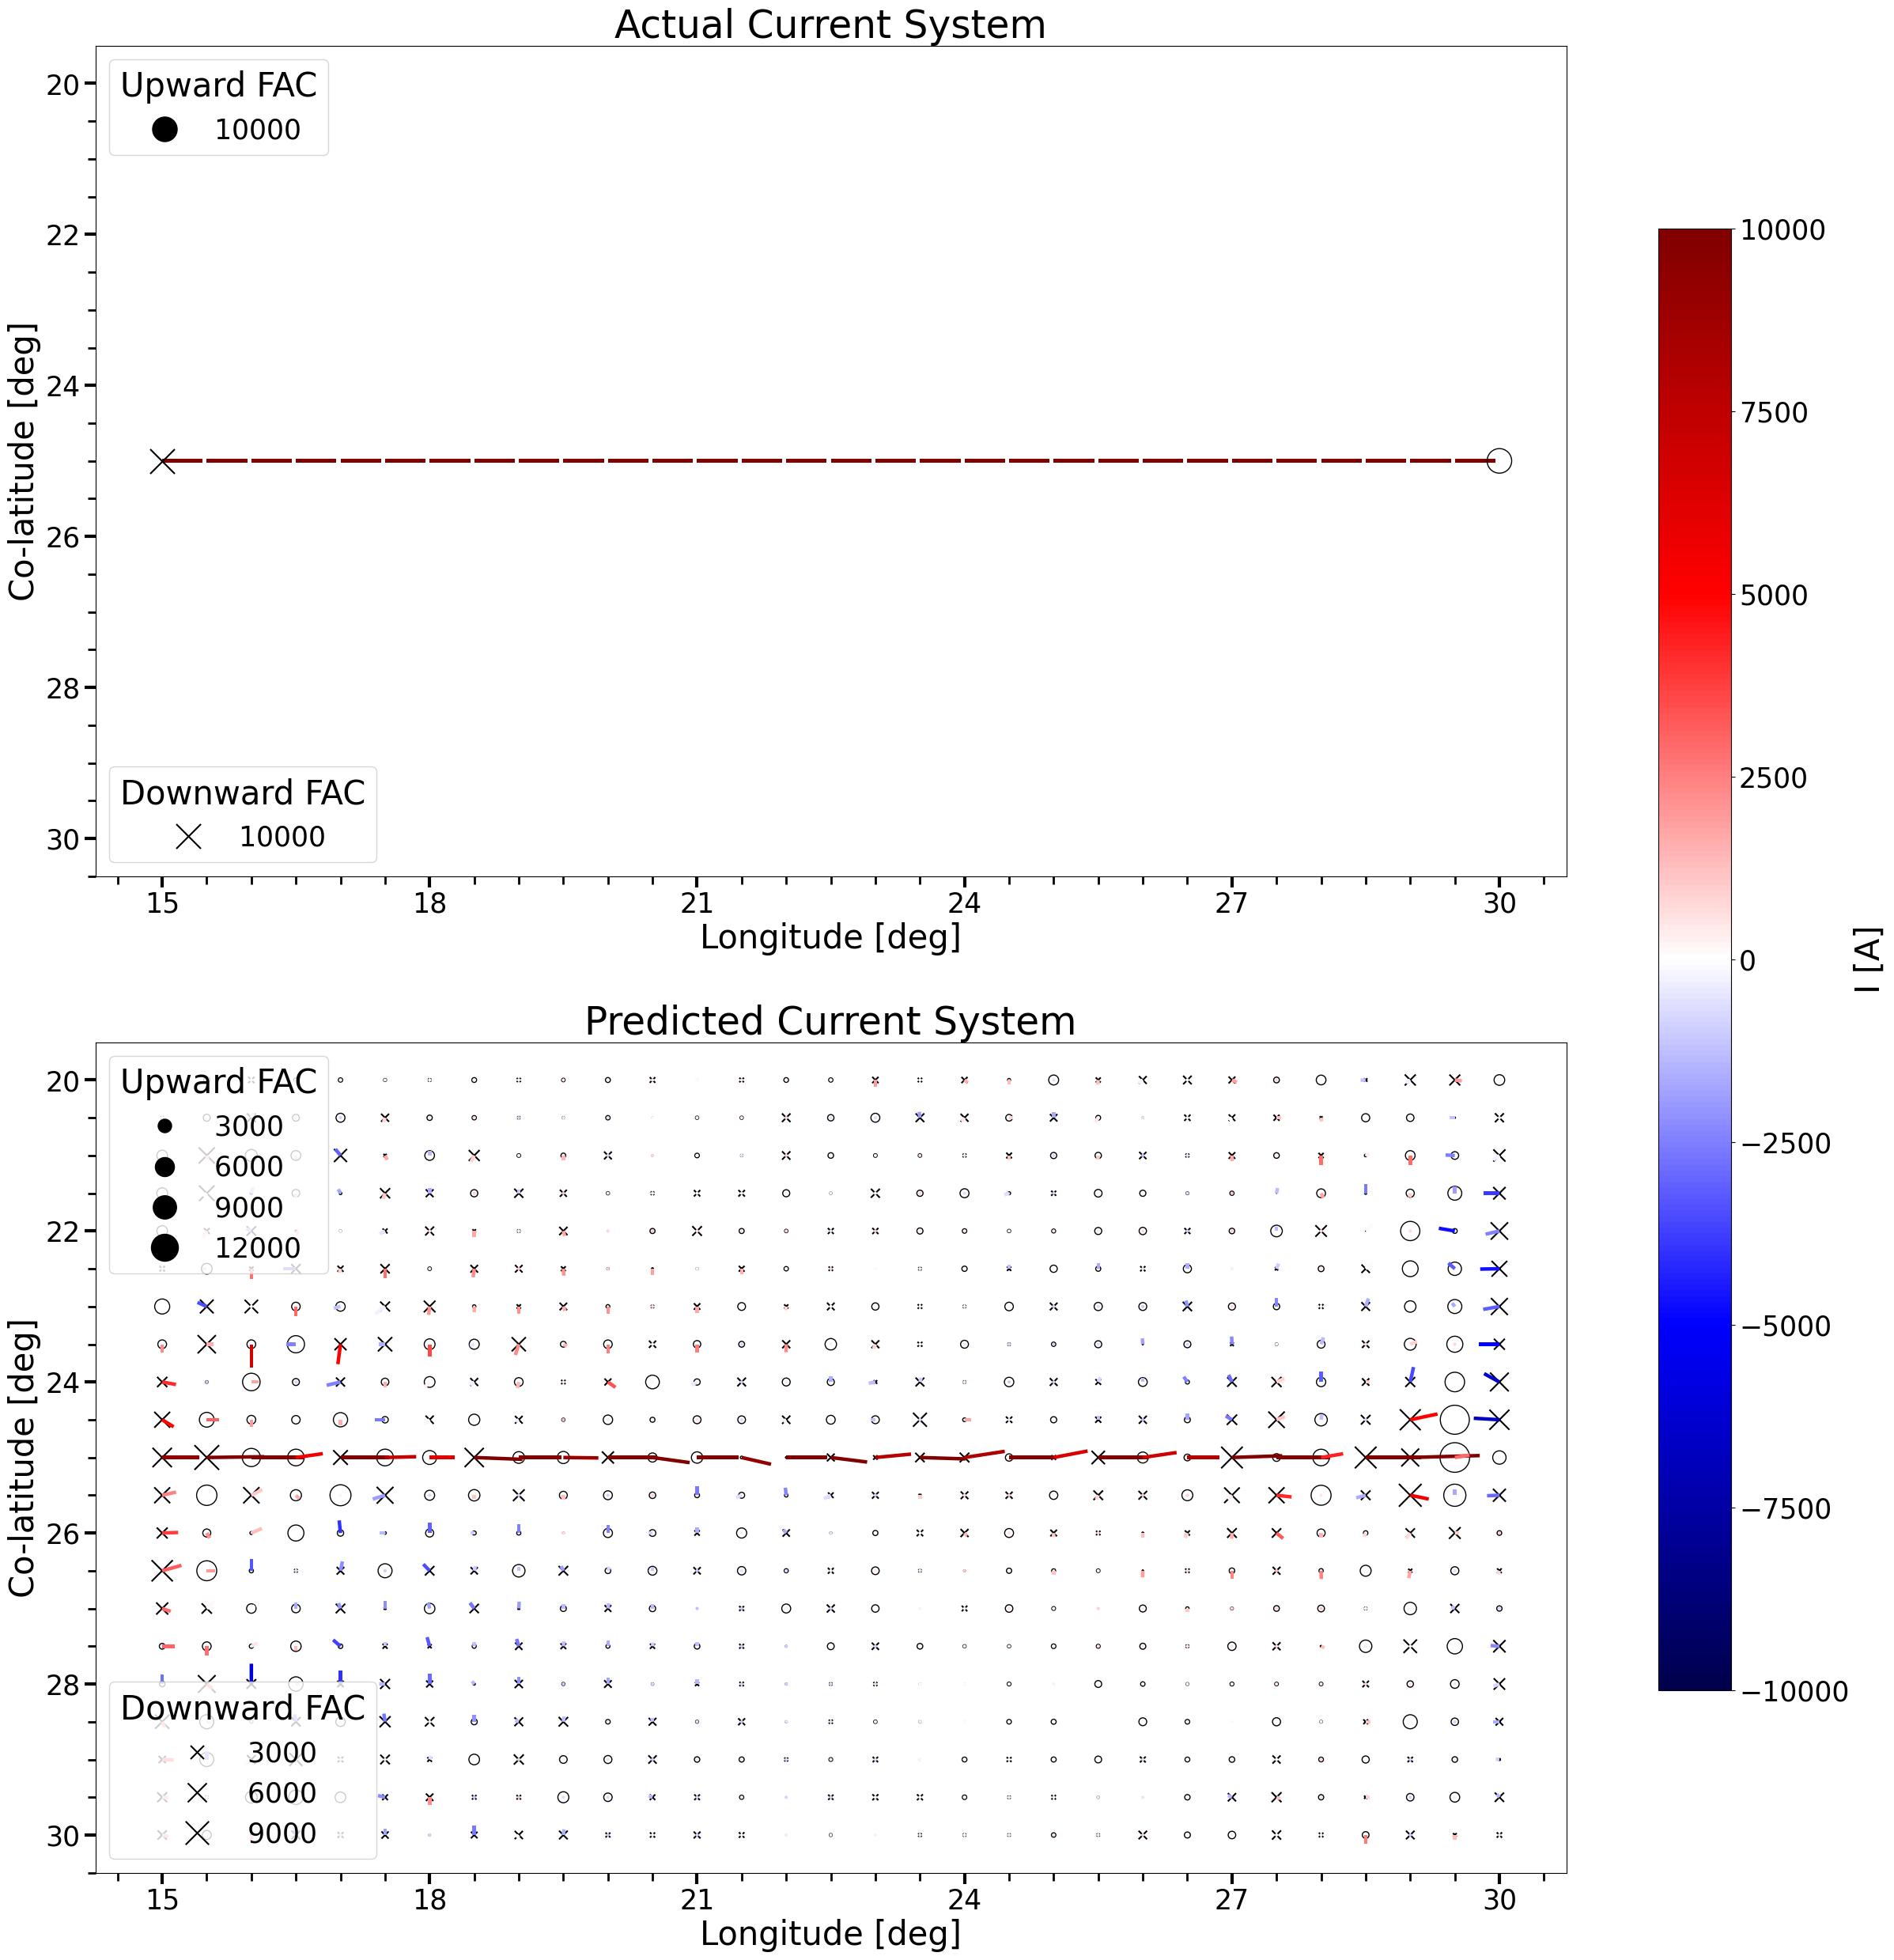 Actual Current System
Upward FAC
10000
Downward FAC
10000
20
22
24
26
28
30
Co-latitude [deg]
15 18 21 24 27 30
Longitude [deg]
Predicted Current System
Upward FAC
3000
6000
9000
12000
Downward FAC
3000
6000
9000
20
22
24
26
28
30
Co-latitude [deg]
15 18 21 24 27 30
Longitude [deg]
10000
7500
5000
2500
0
−2500
−5000
−7500
−10000
I [A]